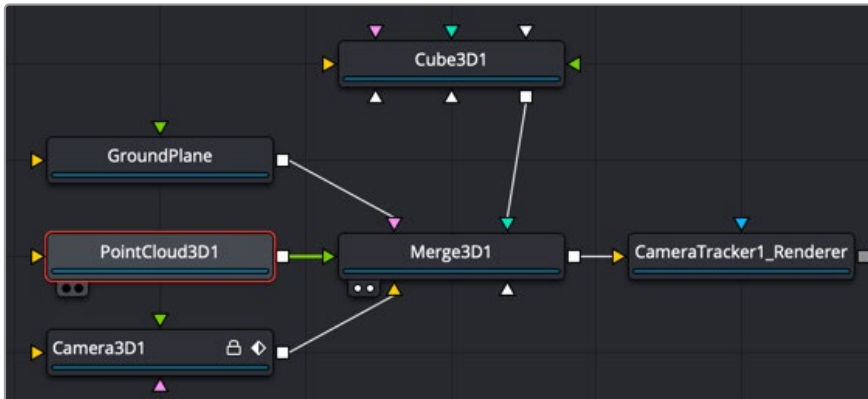 Cube3D1
GroundPlane
PointCloud3D1
Merge3D1
CameraTracker1_Renderer
Camera3D1